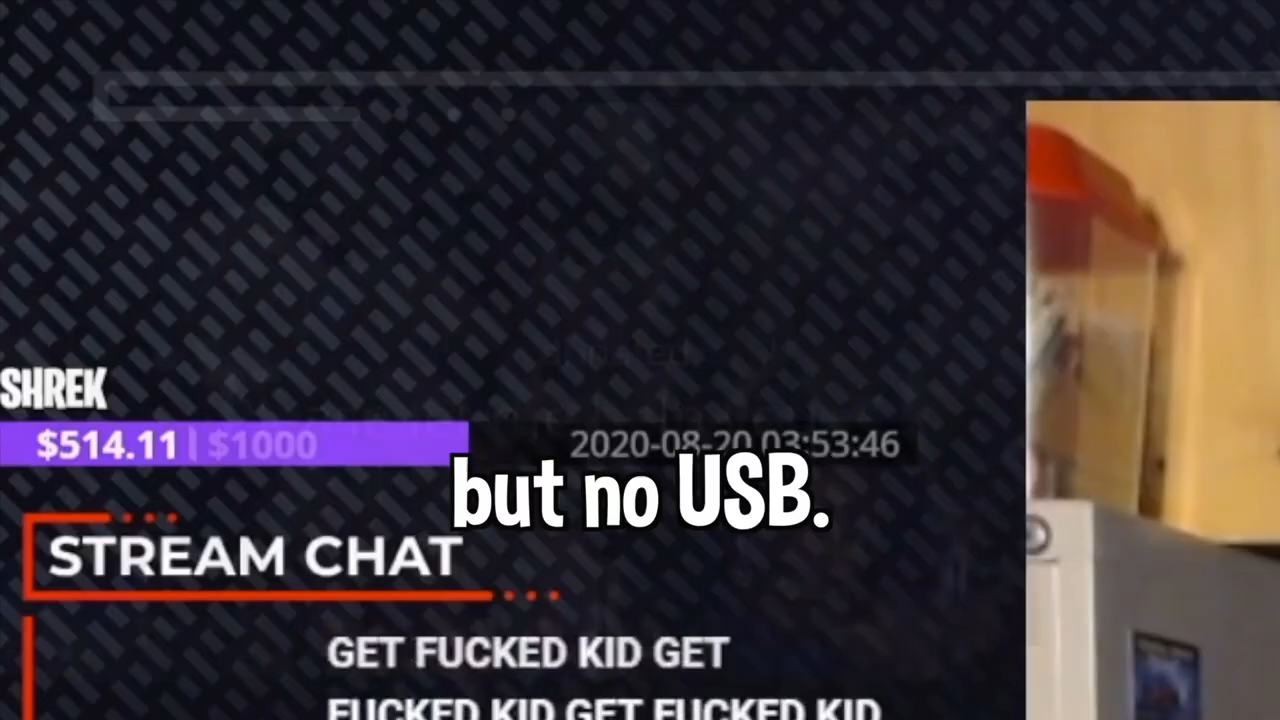 SHREK
$514.11 | $1000
2020-08-20 03:53:46
but no USB.
STREAM CHAT
GET FUCKED KID GET
FUCKED KID GET FUCKED KID